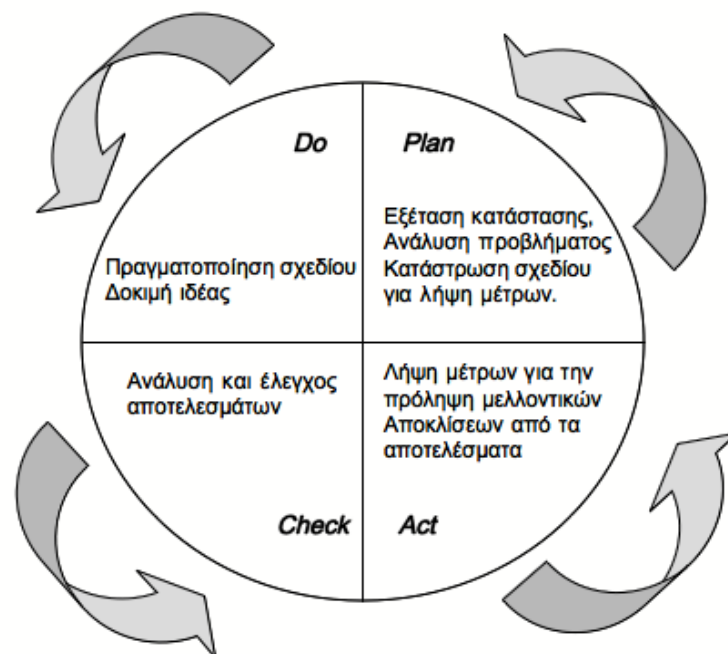 Do
Plan
Πραγματοποίηση σχεδίου
Δοκιμή ιδέας
Εξέταση κατάστασης,
Ανάλυση προβλήματος
Κατάστρωση σχεδίου
για λήψη μέτρων.
Ανάλυση και έλεγχος
αποτελεσμάτων
Λήψη μέτρων για την
πρόληψη μελλοντικών
Αποκλίσεων από τα
αποτελέσματα
Check
Act